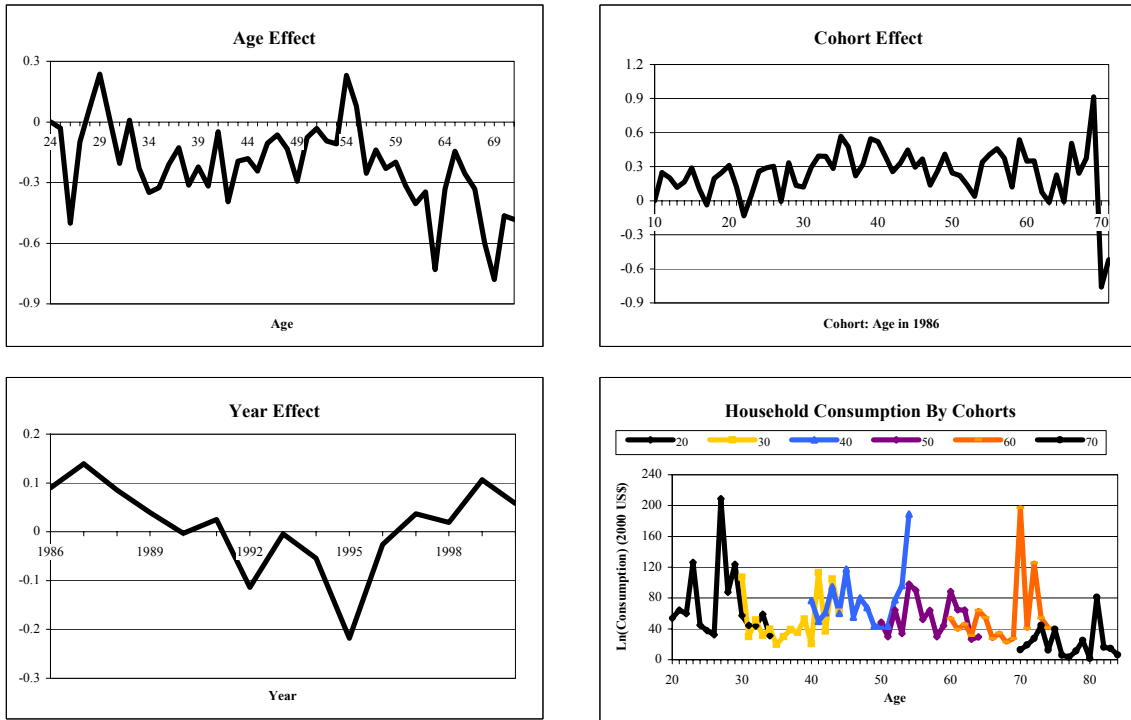 Age Effect
0.3
0
-0.3
-0.6
-0.9
24 29 34 39 44 49 54 59 64 69
Age
Cohort Effect
1.2
0.9
0.6
0.3
0
-0.3
-0.6
-0.9
10 20 30 40 50 60 70
Cohort: Age in 1986
Year Effect
0.2
0.1
0
-0.1
-0.2
-0.3
1986 1989 1992 1995 1998
Year
Household Consumption By Cohorts
20 30 40 50 60 70
Ln(Consumption) (2000 US$)
240
200
160
120
80
40
0
20 30 40 50 60 70 80
Age